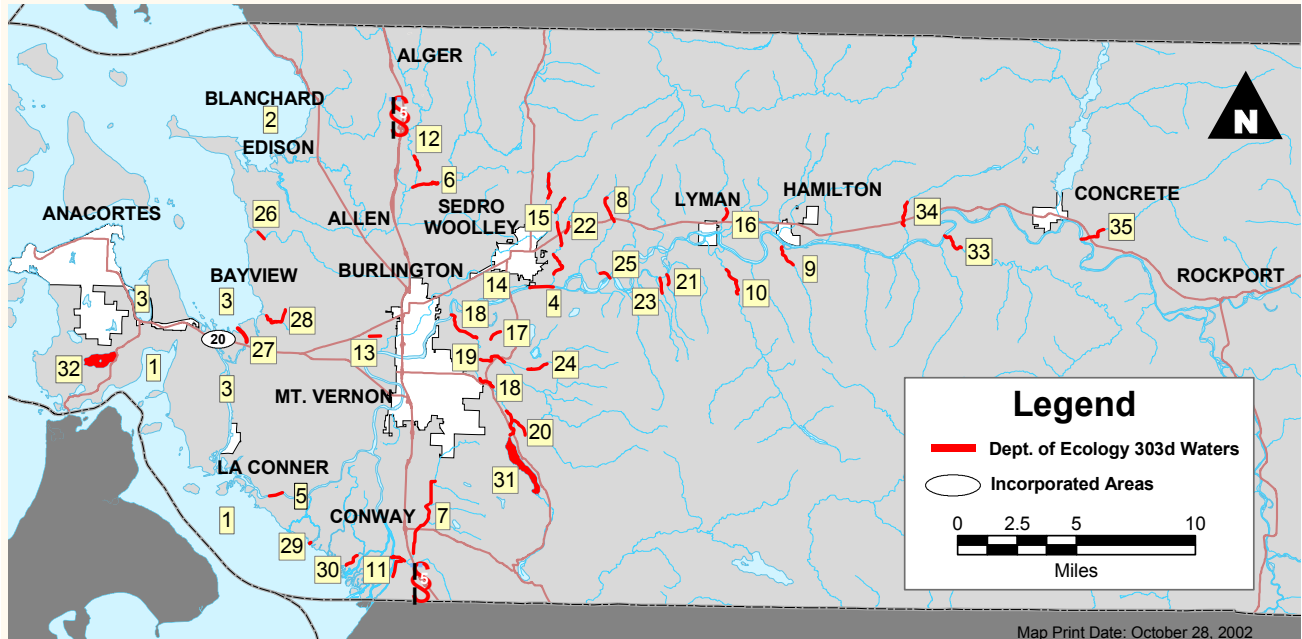 ALGER
BLANCHARD
2
5
12
EDISON
6
26
ANACORTES
ALLEN
SEDRO
WOOLLEY
15
22
8
LYMAN
16
HAMILTON
34
33
CONCRETE
35
ROCKPORT
N
BAYVIEW
BURLINGTON
3
3
28
14
4
25
23
21
10
9
18
17
20
27
13
19
24
32
1
3
MT. VERNON
18
20
31
LA CONNER
5
1
CONWAY
7
29
30
11
5
Legend
Dept. of Ecology 303d Waters
Incorporated Areas
0 2.5 5 10
Miles
Map Print Date: October 28, 2002